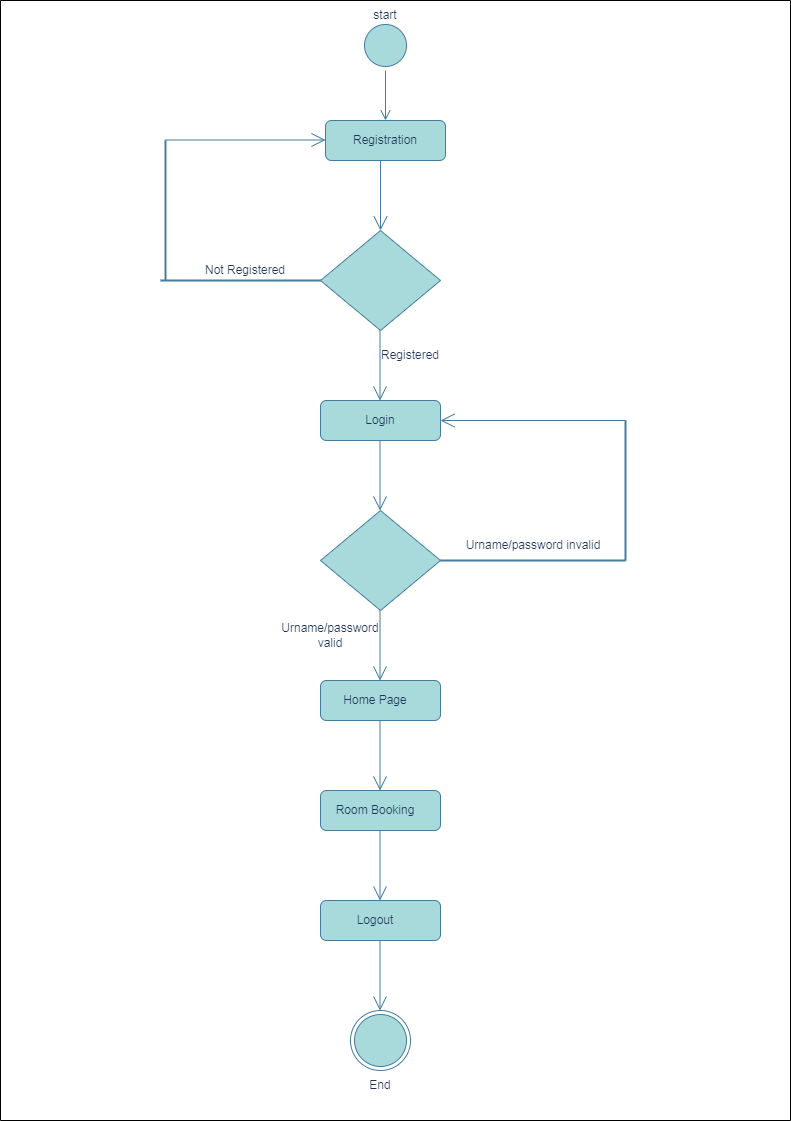 start
Registration
Not Registered
Registered
Login
Urname/password invalid
Urname/password
valid
Home Page
Room Booking
Logout
End